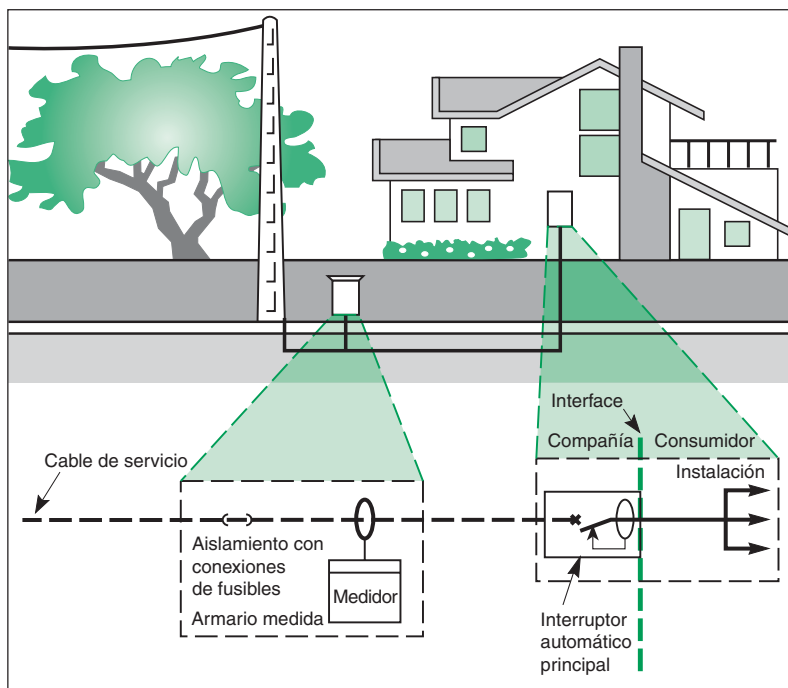 Interface
Compañía Consumidor
Cable de servicio
Instalación
Aislamiento con
conexiones
de fusibles
Armario medida
Medidor
Interruptor
automático
principal